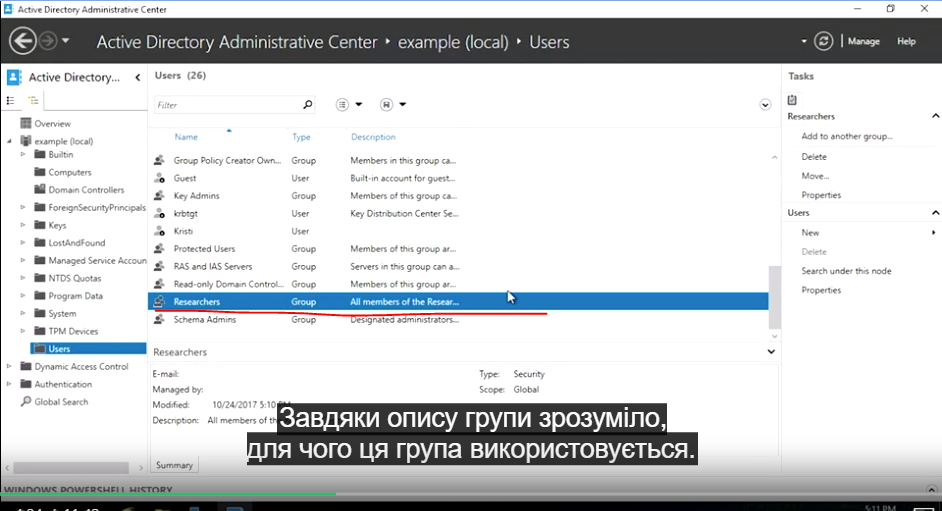 Active Directory Administrative Center
Active Directory Administrative Center • example (local) • Users
Manage
Help
Active Directory...
Overview
example (local)
Builtin
Computers
Domain Controllers
ForeignSecurityPrincipals
Keys
LostAndFound
Managed Service Accoun
NTDS Quotas
Program Data
System
TPM Devices
Users
Dynamic Access Control
Authentication
Global Search
Users (26)
Filter
Name Type Description
Group Policy Creator Own... Group Members in this group ca...
Guest User Built-in account for guest...
Key Admins Group Members of this group ca...
krbtgt User Key Distribution Center Se...
Kristi User
Protected Users Group Members of this group ar...
RAS and IAS Servers Group Servers in this group can a...
Read-only Domain Control... Group Members of this group ar...
Researchers Group All members of the Resear...
Schema Admins Group Designated administrators...
Researchers
E-mail: Type: Security
Managed by: Scope: Global
Modified: 10/24/2017 5:10 PM
Description: All members of the
Summary
Tasks
Researchers
Add to another group...
Delete
Move...
Properties
Users
New
Delete
Search under this node
Properties
Завдяки опису групи зрозуміло,
для чого ця група використовується.
WINDOWS POWERSHELL HISTORY
5:11 PM